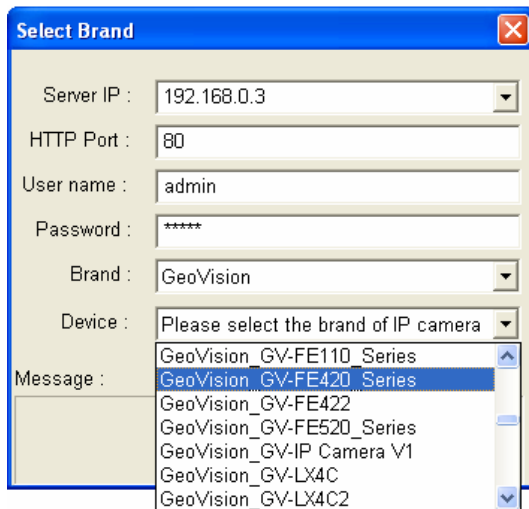 Select Brand
Server IP : 192.168.0.3
HTTP Port : 80
User name : admin
Password : *****
Brand : GeoVision
Device : Please select the brand of IP camera
GeoVision_GV-FE110_Series
Message : GeoVision_GV-FE420_Series
GeoVision_GV-FE422
GeoVision_GV-FE520_Series
GeoVision_GV-IP Camera V1
GeoVision_GV-LX4C
GeoVision_GV-LX4C2